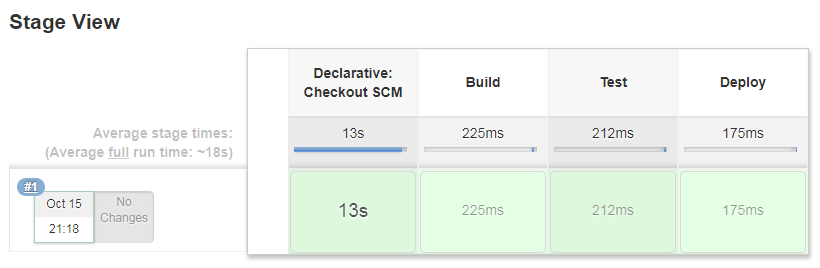 Stage View
Declarative:
Checkout SCM
Build
Test
Deploy
Average stage times:
(Average full run time: ~18s)
13s
225ms
212ms
175ms
#1
Oct 15
21:18
No
Changes
13s
225ms
212ms
175ms